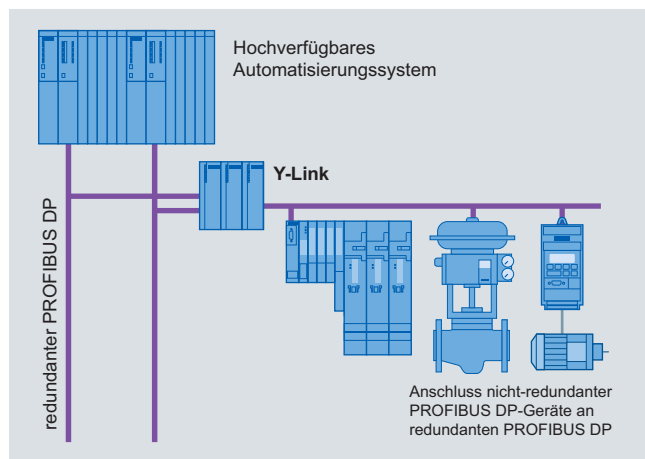 Hochverfügbares
Automatisierungssystem
Y-Link
redundanter PROFIBUS DP
Anschluss nicht-redundanter
PROFIBUS DP-Geräte an
redundanten PROFIBUS DP